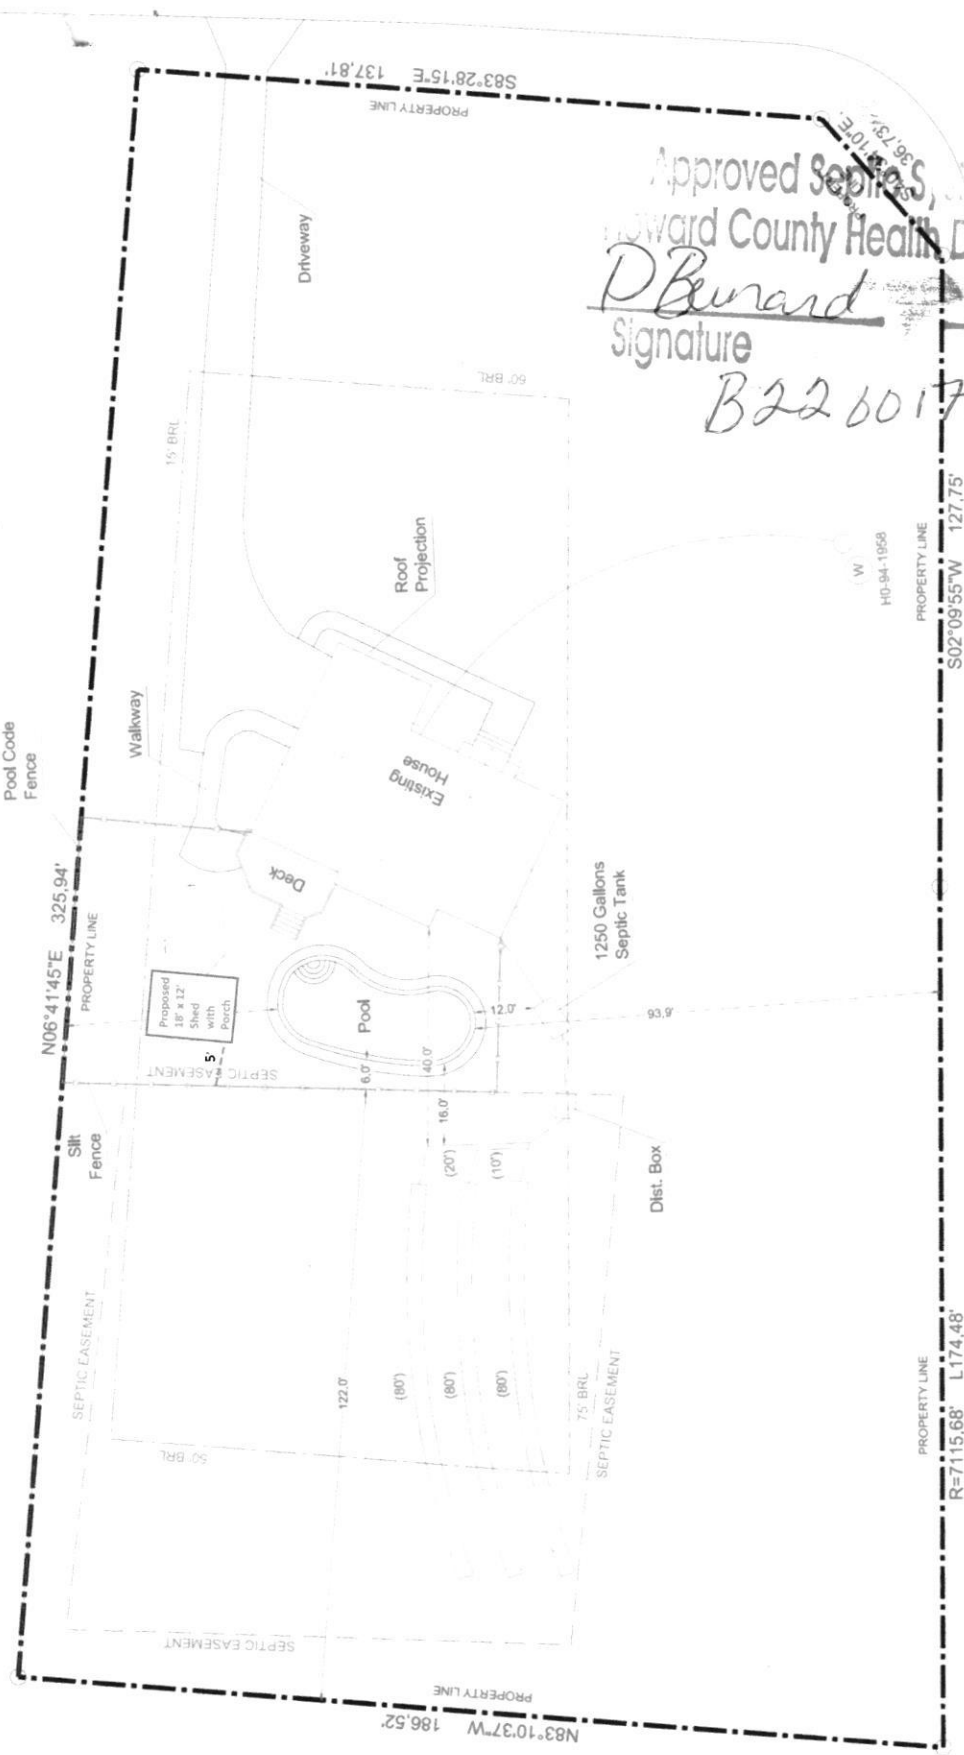 S83°28'15"E 137.81'
PROPERTY LINE
36.73'
Approved Septic
Howard County Health D
D Bernard
Signature
B226017
Driveway
60' BRL
15' BRL
Roof
Projection
W
H0-94-1958
PROPERTY LINE
S02°09'55"W 127.75'
Pool Code
Fence
Walkway
Existing
House
Deck
N06°41'45"E 325.94'
PROPERTY LINE
Proposed
18' x 12'
Shed
with
Porch
5'
SEPTIC EASEMENT
Pool
1250 Gallons
Septic Tank
12.0'
93.9'
6.0'
40.0'
16.0'
Silt
Fence
(20')
(10')
Dist. Box
SEPTIC EASEMENT
122.0'
(80')
(80')
(80')
75' BRL
SEPTIC EASEMENT
50' BRL
SEPTIC EASEMENT
PROPERTY LINE
R=7115.68' L174.48'
PROPERTY LINE
N83°10'37"W 186.52'